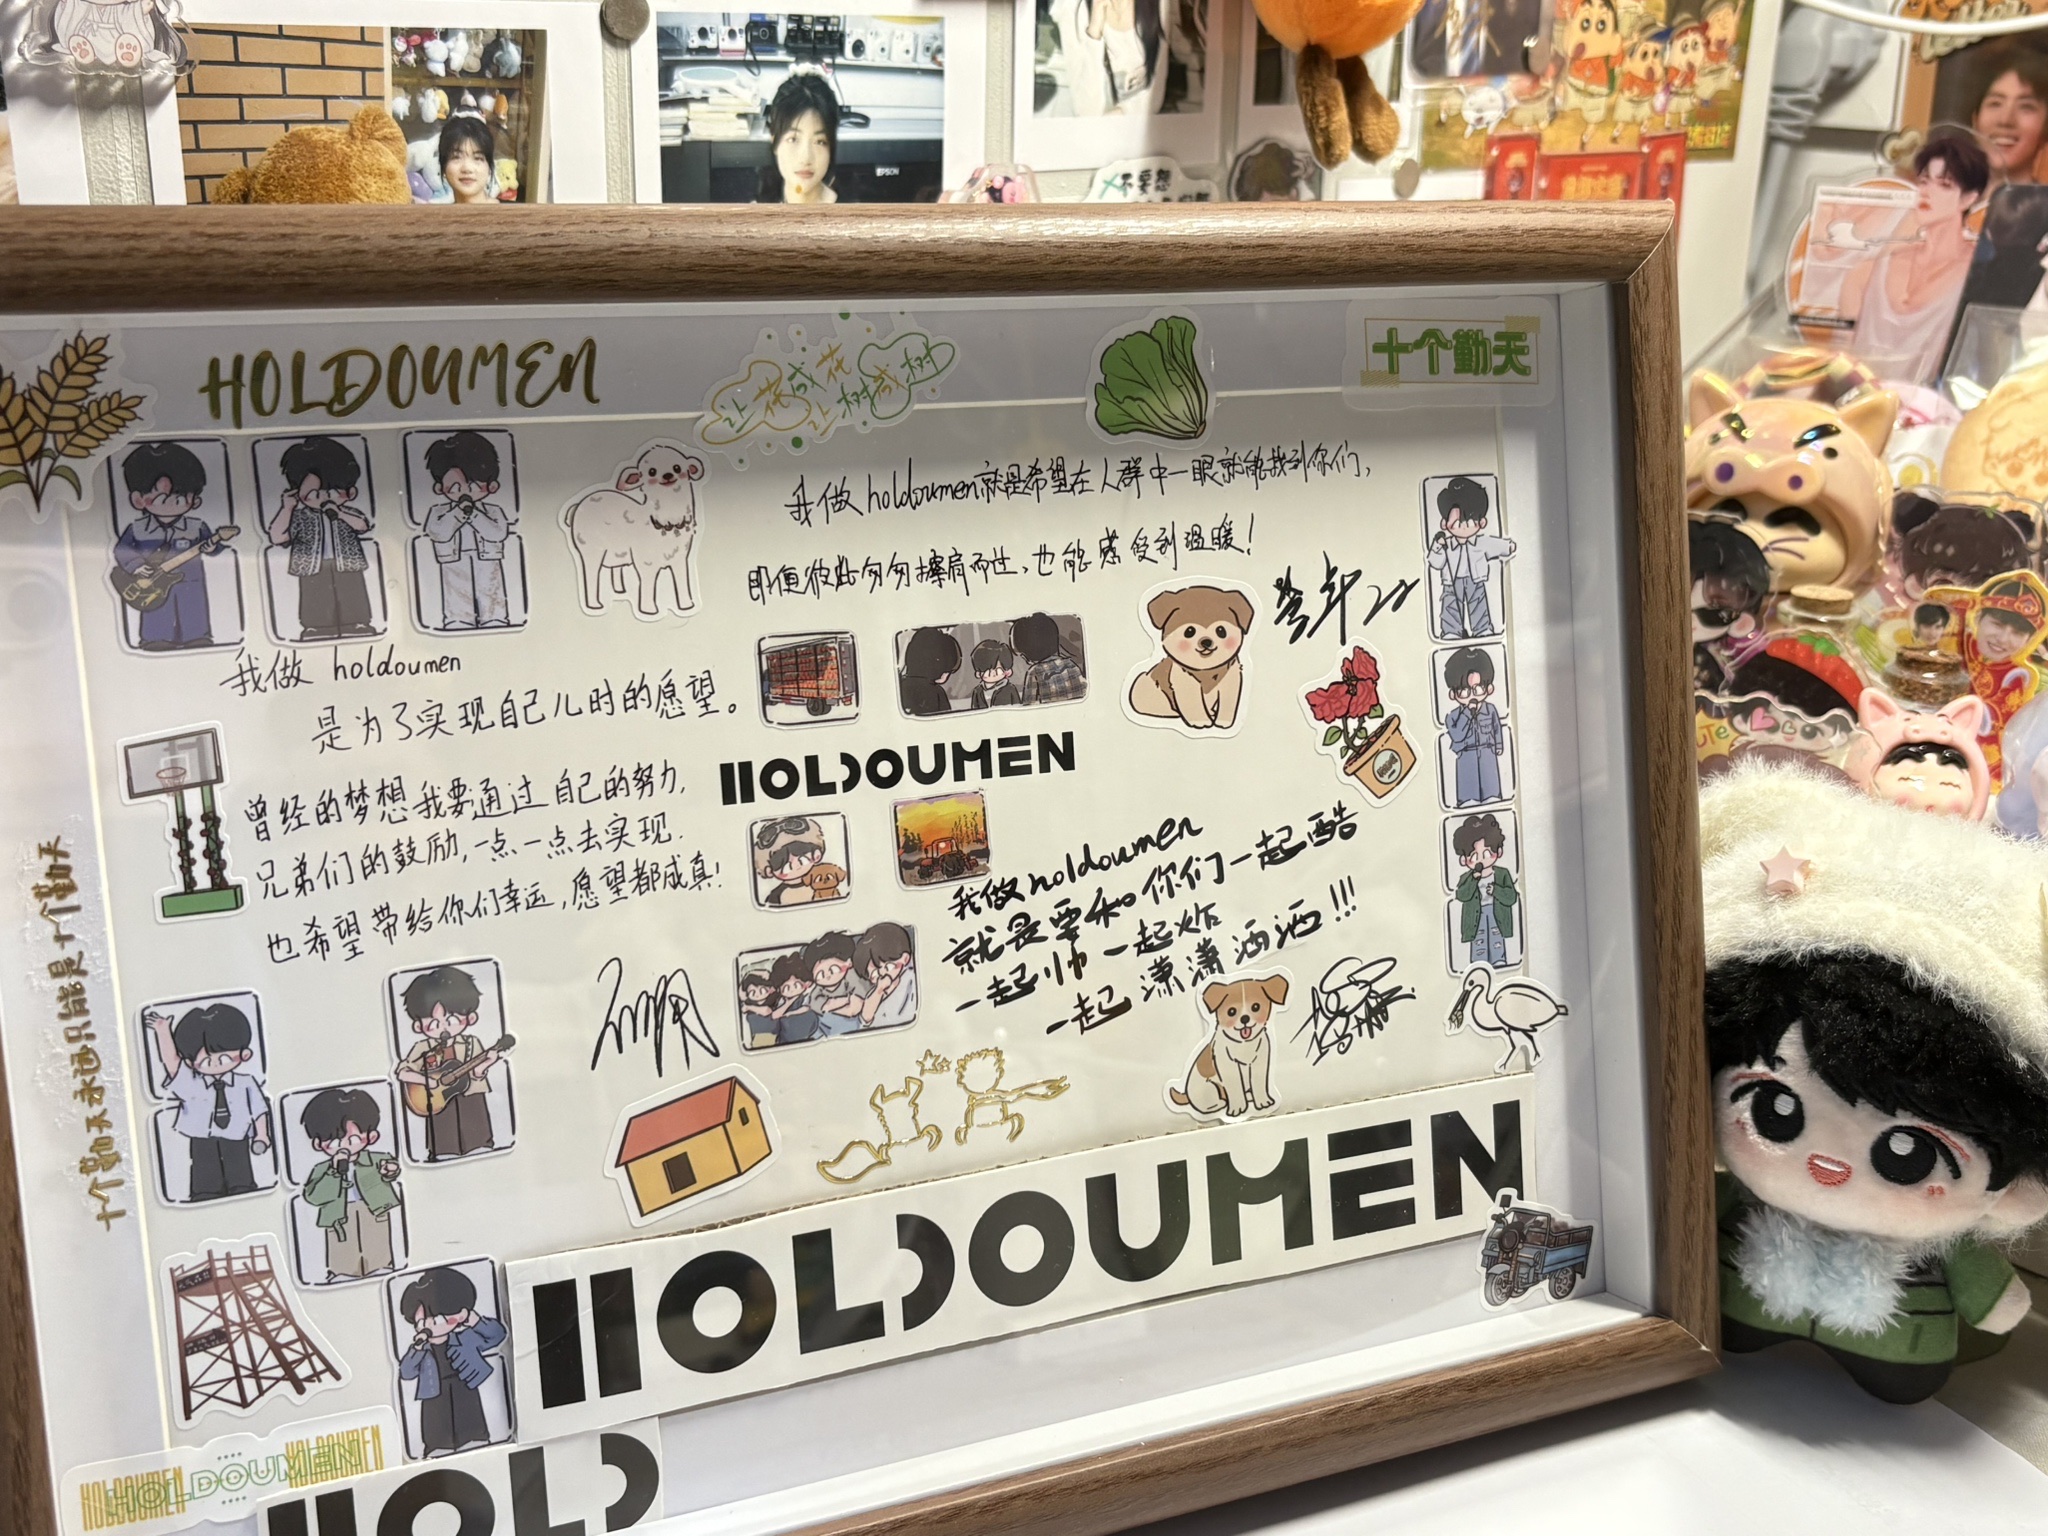 EPSON
不要想
HOLDOUMEN
让花成花
让树成树
十个勤天
我做holdoumen就是希望在人群中一眼就能找到你们，
即便彼此匆匆擦肩而过，也能感受到温暖！
我做 holdoumen
是为了实现自己儿时的愿望。
曾经的梦想我要通过自己的努力，
兄弟们的鼓励，一点一点去实现.
也希望带给你们幸运，愿望都成真！
HOLDOUMEN
我做holdoumen
就是要和你们一起酷
一起帅一起炸
一起潇潇洒洒!!!
十个勤天永远只能是十个勤天
HOLDOUMEN
HOLDOUMEN
HOLDOUMEN
HOLDOUMEN
HOLD
CUTE